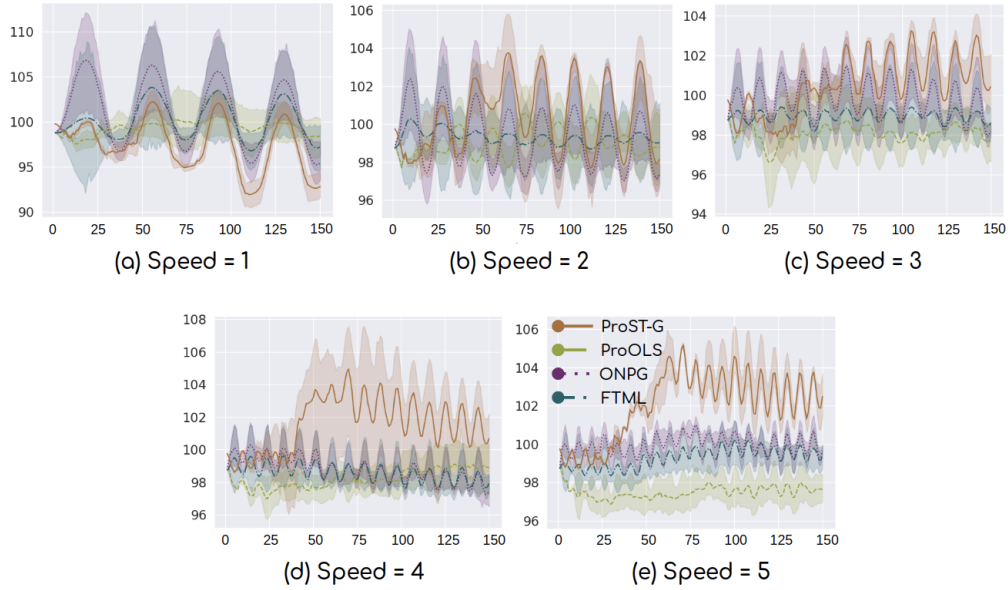 110
105
100
95
90
0 25 50 75 100 125 150
(a) Speed = 1
106
104
102
100
98
96
0 25 50 75 100 125 150
(b) Speed = 2
104
102
100
98
96
94
0 25 50 75 100 125 150
(c) Speed = 3
108
106
104
102
100
98
96
0 25 50 75 100 125 150
(d) Speed = 4
106
104
102
100
98
96
ProST-G
ProOLS
ONPG
FTML
0 25 50 75 100 125 150
(e) Speed = 5